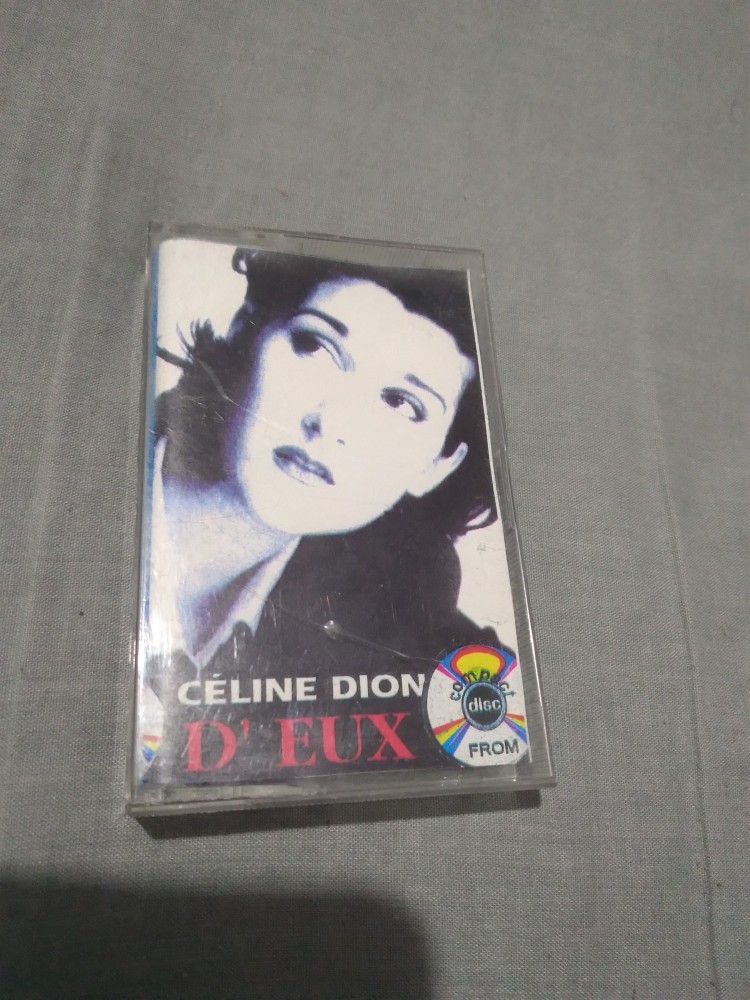 CÉLINE DION
D' EUX
compact
disc
FROM